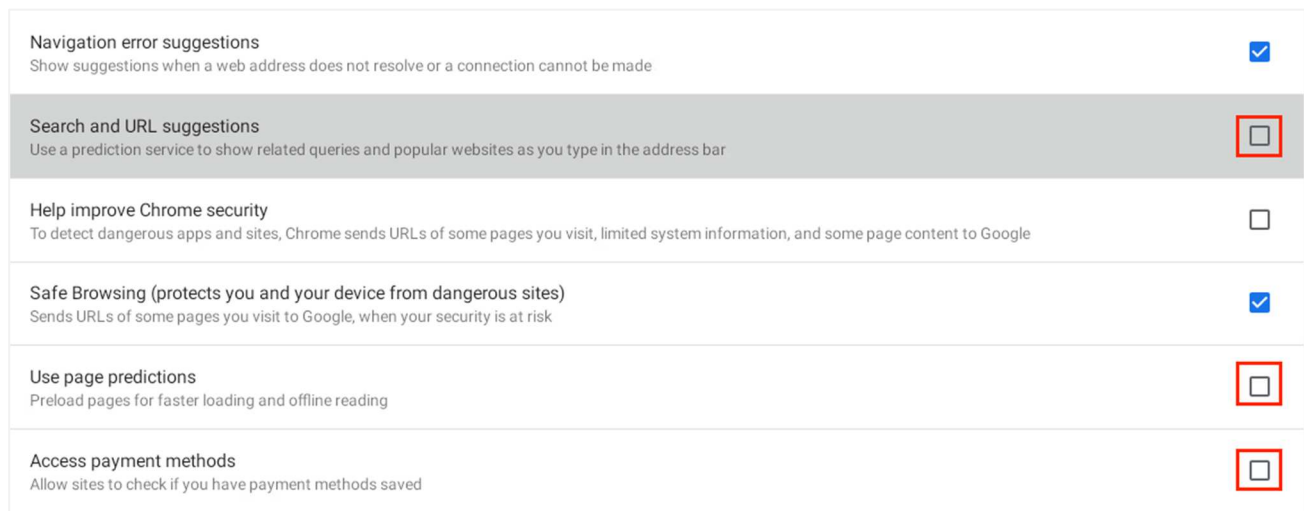 Navigation error suggestions
Show suggestions when a web address does not resolve or a connection cannot be made
Search and URL suggestions
Use a prediction service to show related queries and popular websites as you type in the address bar
Help improve Chrome security
To detect dangerous apps and sites, Chrome sends URLs of some pages you visit, limited system information, and some page content to Google
Safe Browsing (protects you and your device from dangerous sites)
Sends URLs of some pages you visit to Google, when your security is at risk
Use page predictions
Preload pages for faster loading and offline reading
Access payment methods
Allow sites to check if you have payment methods saved